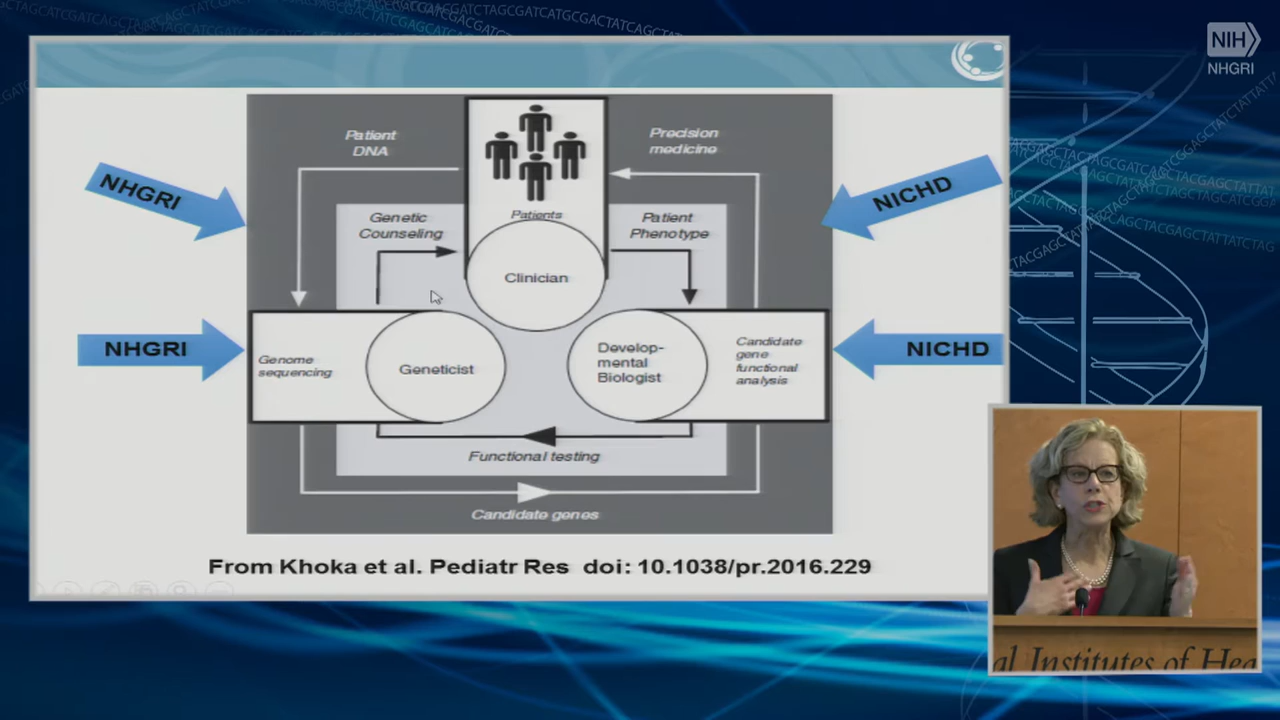 NIH
NHGRI
Patient
DNA
Precision
medicine
NHGRI
NICHD
Genetic
Counseling
Patients
Patient
Phenotype
Clinician
NHGRI
Genome
sequencing
Geneticist
Develop-
mental
Biologist
Candidate
gene
functional
analysis
NICHD
Functional testing
Candidate genes
From Khoka et al. Pediatr Res doi: 10.1038/pr.2016.229
al Institutes of Hea